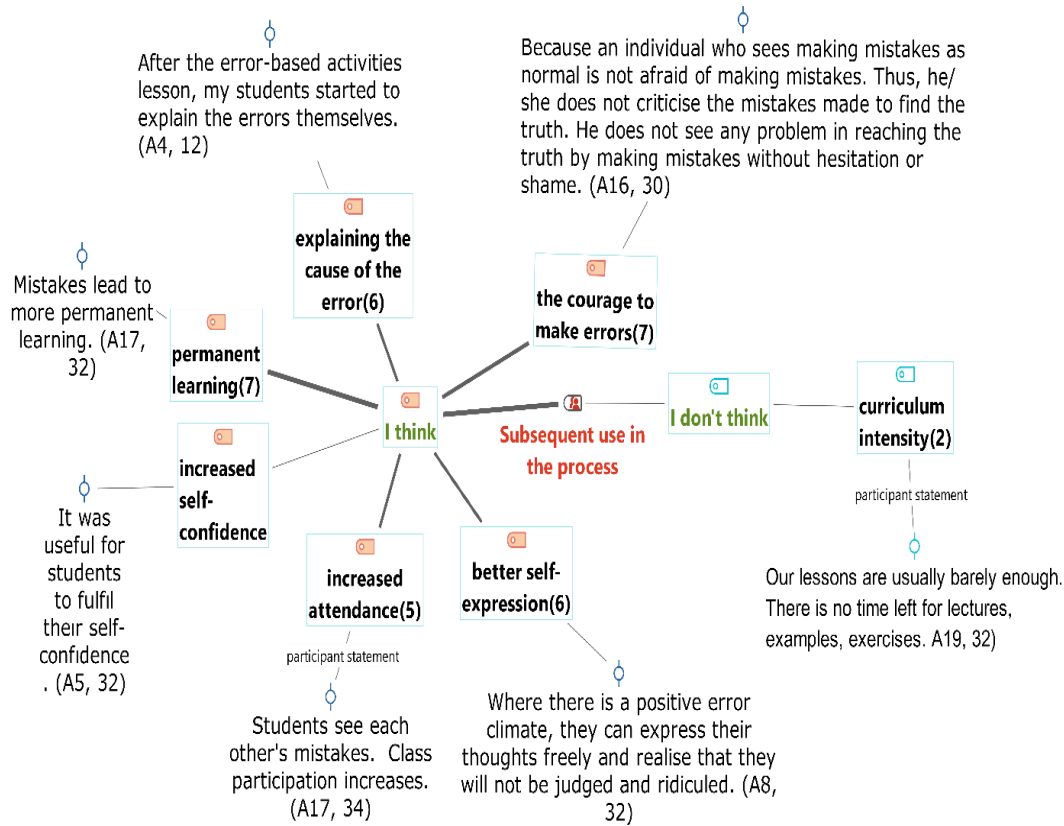 After the error-based activities
lesson, my students started to
explain the errors themselves.
(A4, 12)
Because an individual who sees making mistakes as
normal is not afraid of making mistakes. Thus, he/
she does not criticise the mistakes made to find the
truth. He does not see any problem in reaching the
truth by making mistakes without hesitation or
shame. (A16, 30)
explaining the
cause of the
error(6)
the courage to
make errors(7)
Mistakes lead to
more permanent
learning. (A17,
32)
permanent
learning(7)
I think
Subsequent use in
the process
I don't think
curriculum
intensity(2)
increased
self-
confidence
participant statement
It was
useful for
students
to fulfil
their self-
confidence
. (A5, 32)
increased
attendance(5)
better self-
expression(6)
Our lessons are usually barely enough.
There is no time left for lectures,
examples, exercises. A19, 32)
participant statement
Students see each
other's mistakes.  Class
participation increases.
(A17, 34)
Where there is a positive error
climate, they can express their
thoughts freely and realise that they
will not be judged and ridiculed. (A8,
32)